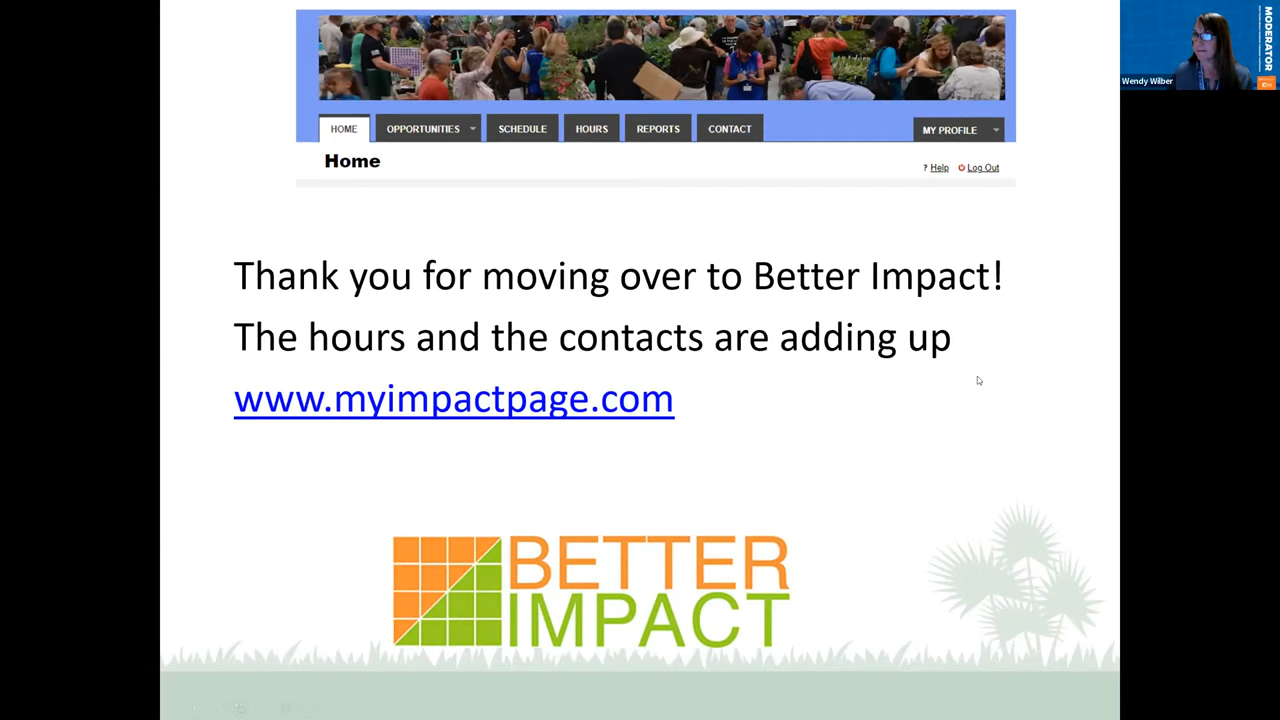 HOME
OPPORTUNITIES
SCHEDULE
HOURS
REPORTS
CONTACT
MY PROFILE
Home
? Help
Log Out
Thank you for moving over to Better Impact!
The hours and the contacts are adding up
www.myimpactpage.com
BETTER
IMPACT
Wendy Wilber
MODERATOR